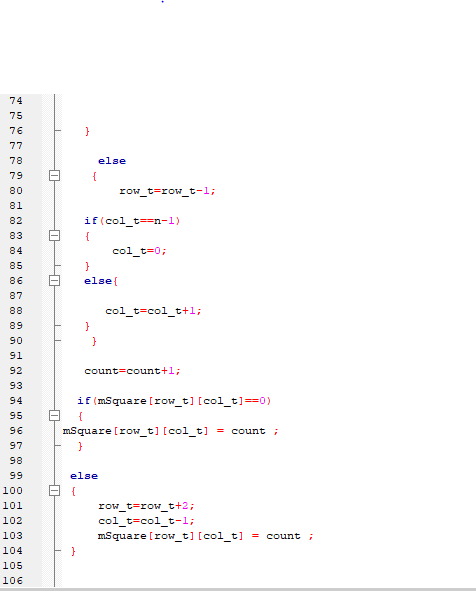 74
75
76 }
77
78 else
79 {
80 row_t=row_t-1;
81
82 if(col_t==n-1)
83 {
84 col_t=0;
85 }
86 else{
87
88 col_t=col_t+1;
89 }
90 }
91
92 count=count+1;
93
94 if(mSquare[row_t][col_t]==0)
95 {
96 mSquare[row_t][col_t] = count ;
97 }
98
99 else
100 {
101 row_t=row_t+2;
102 col_t=col_t-1;
103 mSquare[row_t][col_t] = count ;
104 }
105
106